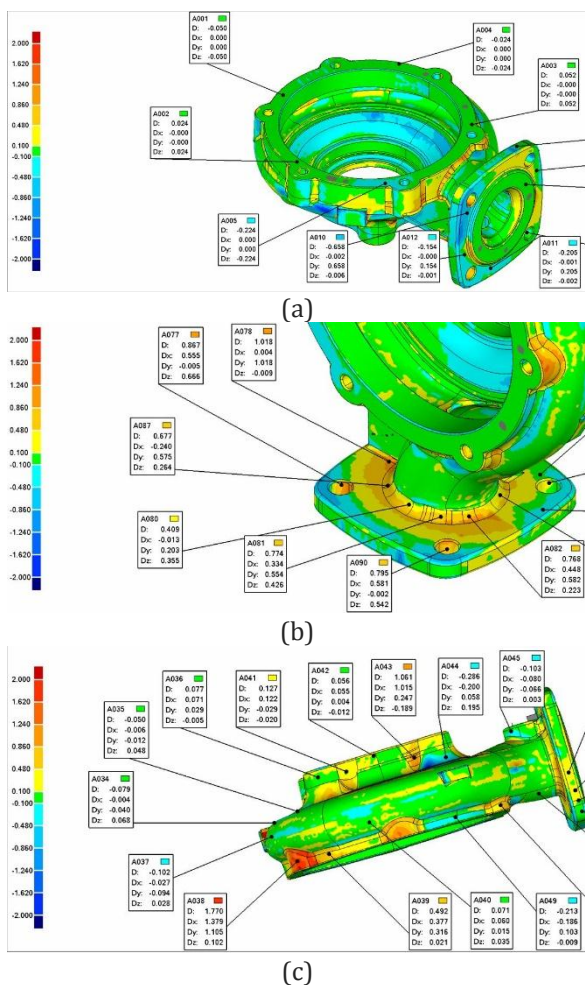 2.000
1.620
1.240
0.860
0.480
0.100
-0.100
-0.480
-0.860
-1.240
-1.620
-2.000
A001
D: -0.050
Dx: 0.000
Dy: 0.000
Dz: -0.050
A004
D: -0.024
Dx: 0.000
Dy: 0.000
Dz: -0.024
A003
D: 0.052
Dx: -0.000
Dy: -0.000
Dz: 0.052
A002
D: 0.024
Dx: -0.000
Dy: -0.000
Dz: 0.024
A005
D: -0.224
Dx: 0.000
Dy: 0.000
Dz: -0.224
A010
D: -0.658
Dx: -0.002
Dy: 0.658
Dz: -0.006
A012
D: -0.154
Dx: -0.000
Dy: 0.154
Dz: -0.001
A011
D: -0.205
Dx: -0.001
Dy: 0.205
Dz: -0.002
(a)
2.000
1.620
1.240
0.860
0.480
0.100
-0.100
-0.480
-0.860
-1.240
-1.620
-2.000
A077
D: 0.867
Dx: 0.555
Dy: -0.005
Dz: 0.666
A078
D: 1.018
Dx: 0.004
Dy: 1.018
Dz: -0.009
A087
D: 0.677
Dx: -0.240
Dy: 0.575
Dz: 0.264
A080
D: 0.409
Dx: -0.013
Dy: 0.203
Dz: 0.355
A081
D: 0.774
Dx: 0.334
Dy: 0.554
Dz: 0.426
A090
D: 0.795
Dx: 0.581
Dy: -0.002
Dz: 0.542
A082
D: 0.768
Dx: 0.448
Dy: 0.582
Dz: 0.223
(b)
2.000
1.620
1.240
0.860
0.480
0.100
-0.100
-0.480
-0.860
-1.240
-1.620
-2.000
A034
D: -0.079
Dx: -0.004
Dy: -0.040
Dz: 0.068
A035
D: -0.050
Dx: -0.006
Dy: -0.012
Dz: 0.048
A036
D: 0.077
Dx: 0.071
Dy: 0.029
Dz: -0.005
A041
D: 0.127
Dx: 0.122
Dy: -0.029
Dz: -0.020
A042
D: 0.056
Dx: 0.055
Dy: 0.004
Dz: -0.012
A043
D: 1.061
Dx: 1.015
Dy: 0.247
Dz: -0.189
A044
D: -0.286
Dx: -0.200
Dy: 0.058
Dz: 0.195
A045
D: -0.103
Dx: -0.080
Dy: -0.066
Dz: 0.003
A037
D: -0.102
Dx: -0.027
Dy: -0.094
Dz: 0.028
A038
D: 1.770
Dx: 1.379
Dy: 1.105
Dz: 0.102
A039
D: 0.492
Dx: 0.377
Dy: 0.316
Dz: 0.021
A040
D: 0.071
Dx: 0.060
Dy: 0.015
Dz: 0.035
A049
D: -0.213
Dx: -0.186
Dy: 0.103
Dz: -0.009
(c)